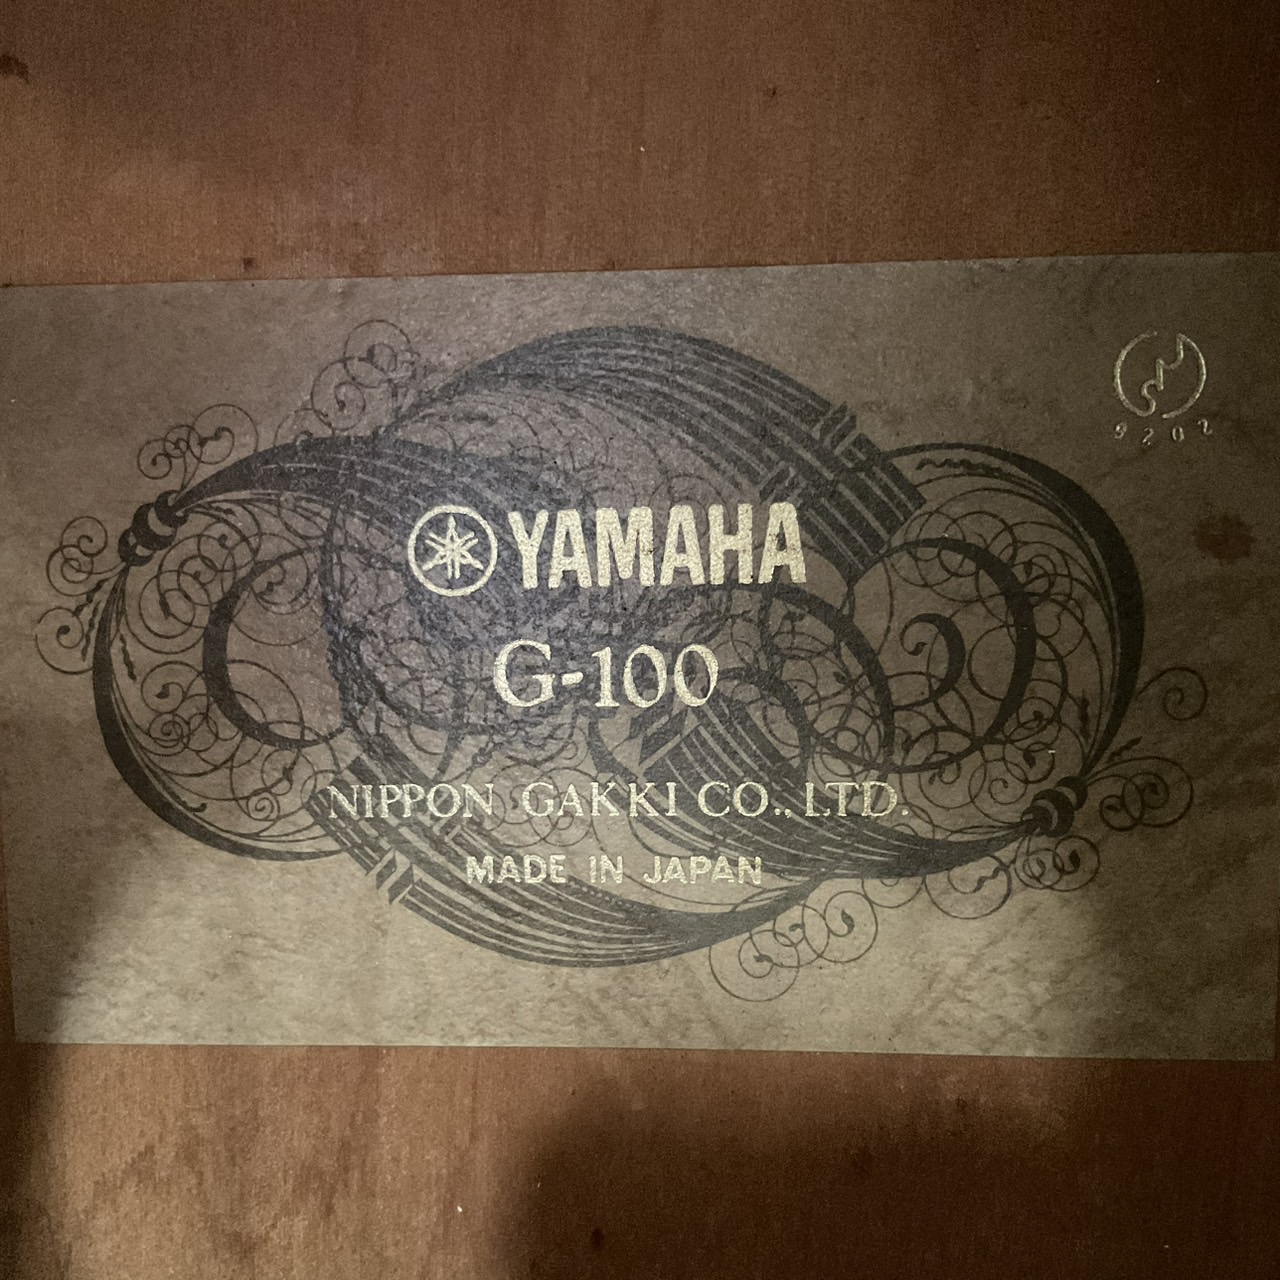 9202
YAMAHA
G-100
NIPPON GAKKI CO., LTD.
MADE IN JAPAN